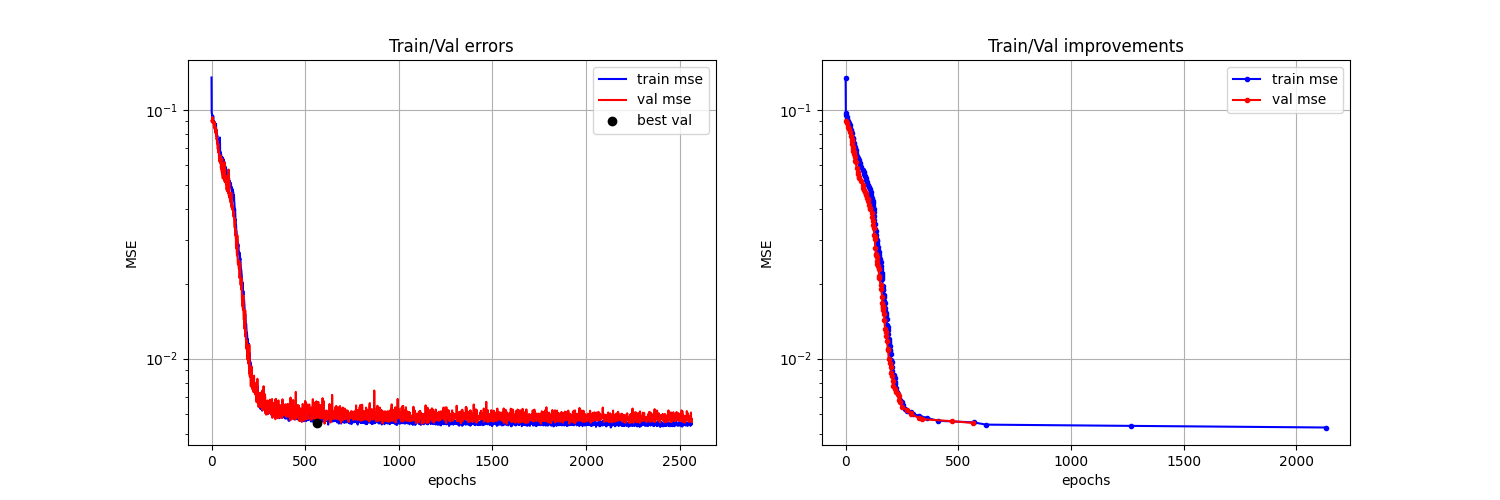 Train/Val errors
MSE
10⁻¹
10⁻²
train mse
val mse
best val
0 500 1000 1500 2000 2500
epochs
Train/Val improvements
MSE
10⁻¹
10⁻²
train mse
val mse
0 500 1000 1500 2000
epochs